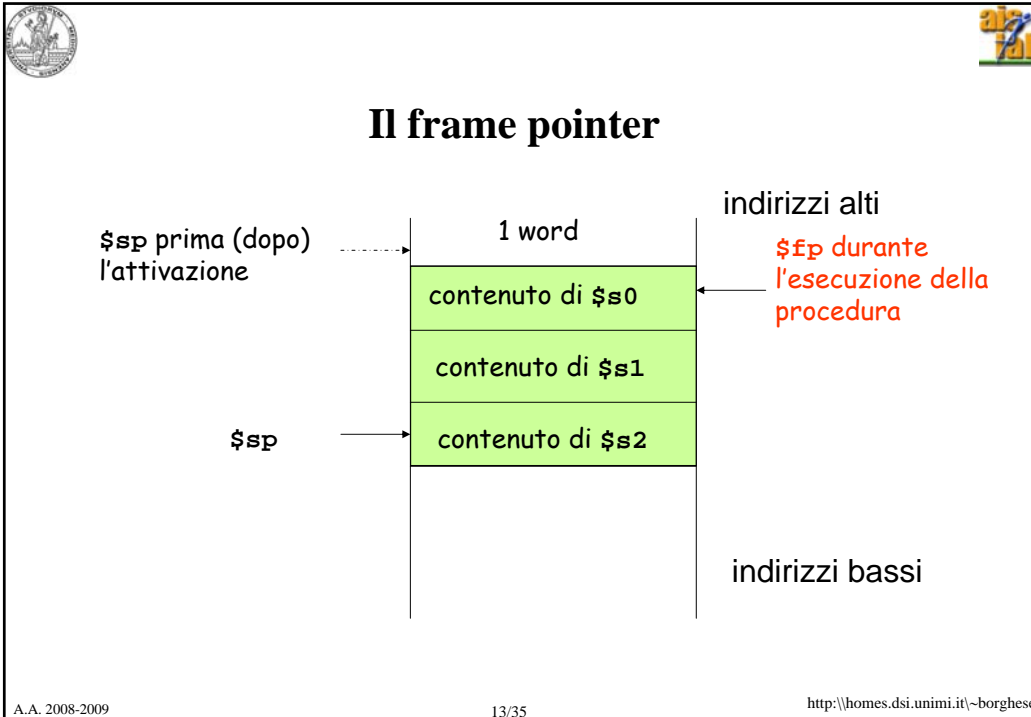 Il frame pointer
indirizzi alti
$sp prima (dopo)
l'attivazione
1 word
$fp durante
l'esecuzione della
procedura
contenuto di $s0
contenuto di $s1
$sp
contenuto di $s2
indirizzi bassi
A.A. 2008-2009
13/35
http:\\homes.dsi.unimi.it\~borghese